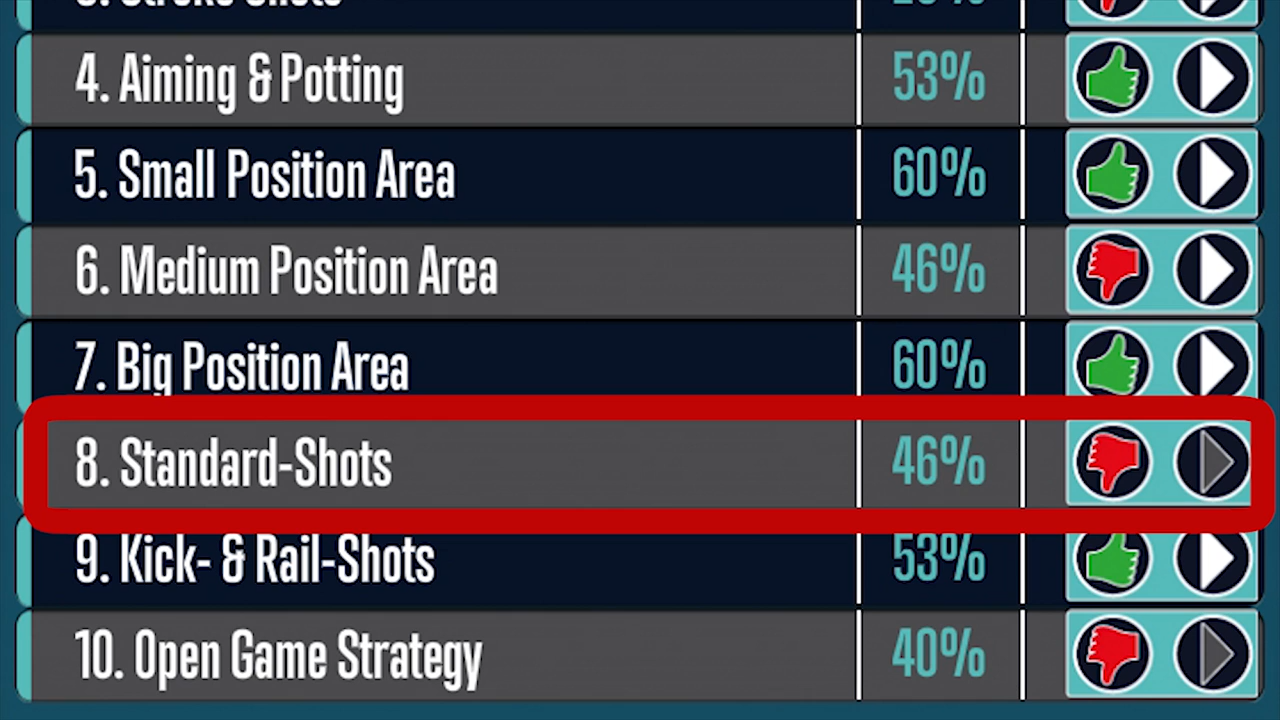 4. Aiming & Potting 53%
5. Small Position Area 60%
6. Medium Position Area 46%
7. Big Position Area 60%
8. Standard-Shots 46%
9. Kick- & Rail-Shots 53%
10. Open Game Strategy 40%